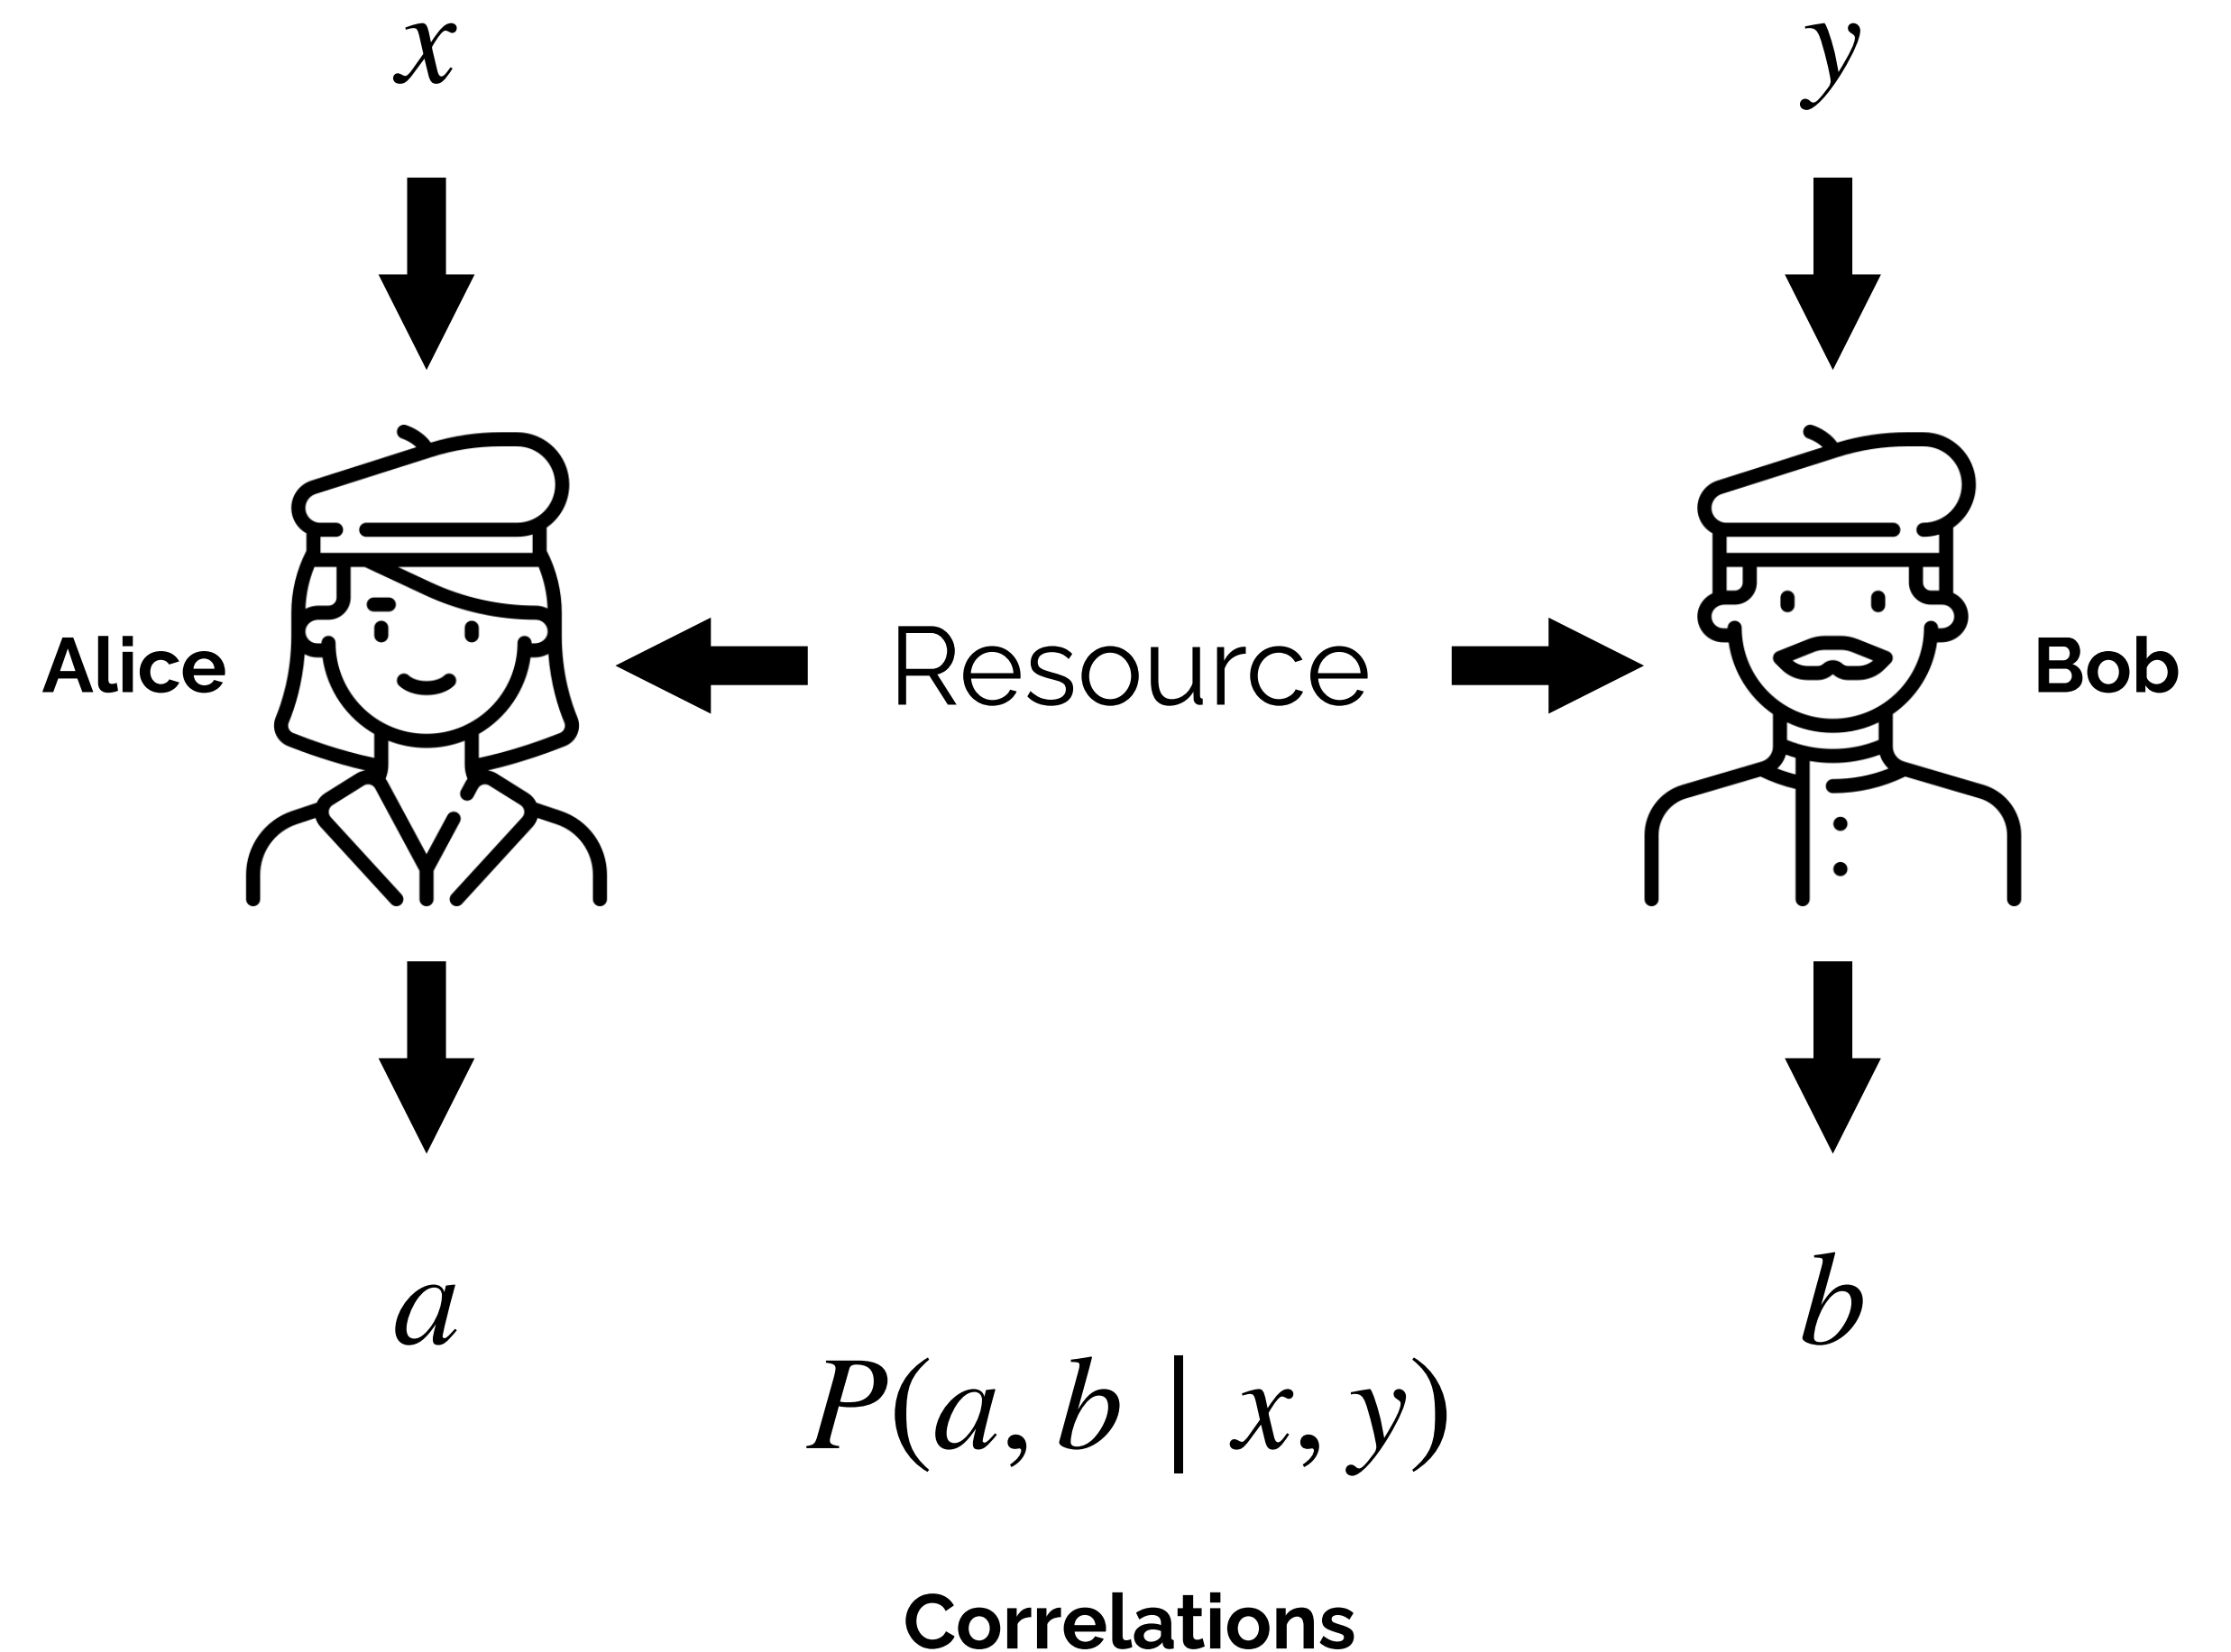 x
y
Alice
Resource
Bob
a
b
P(a, b | x, y)
Correlations